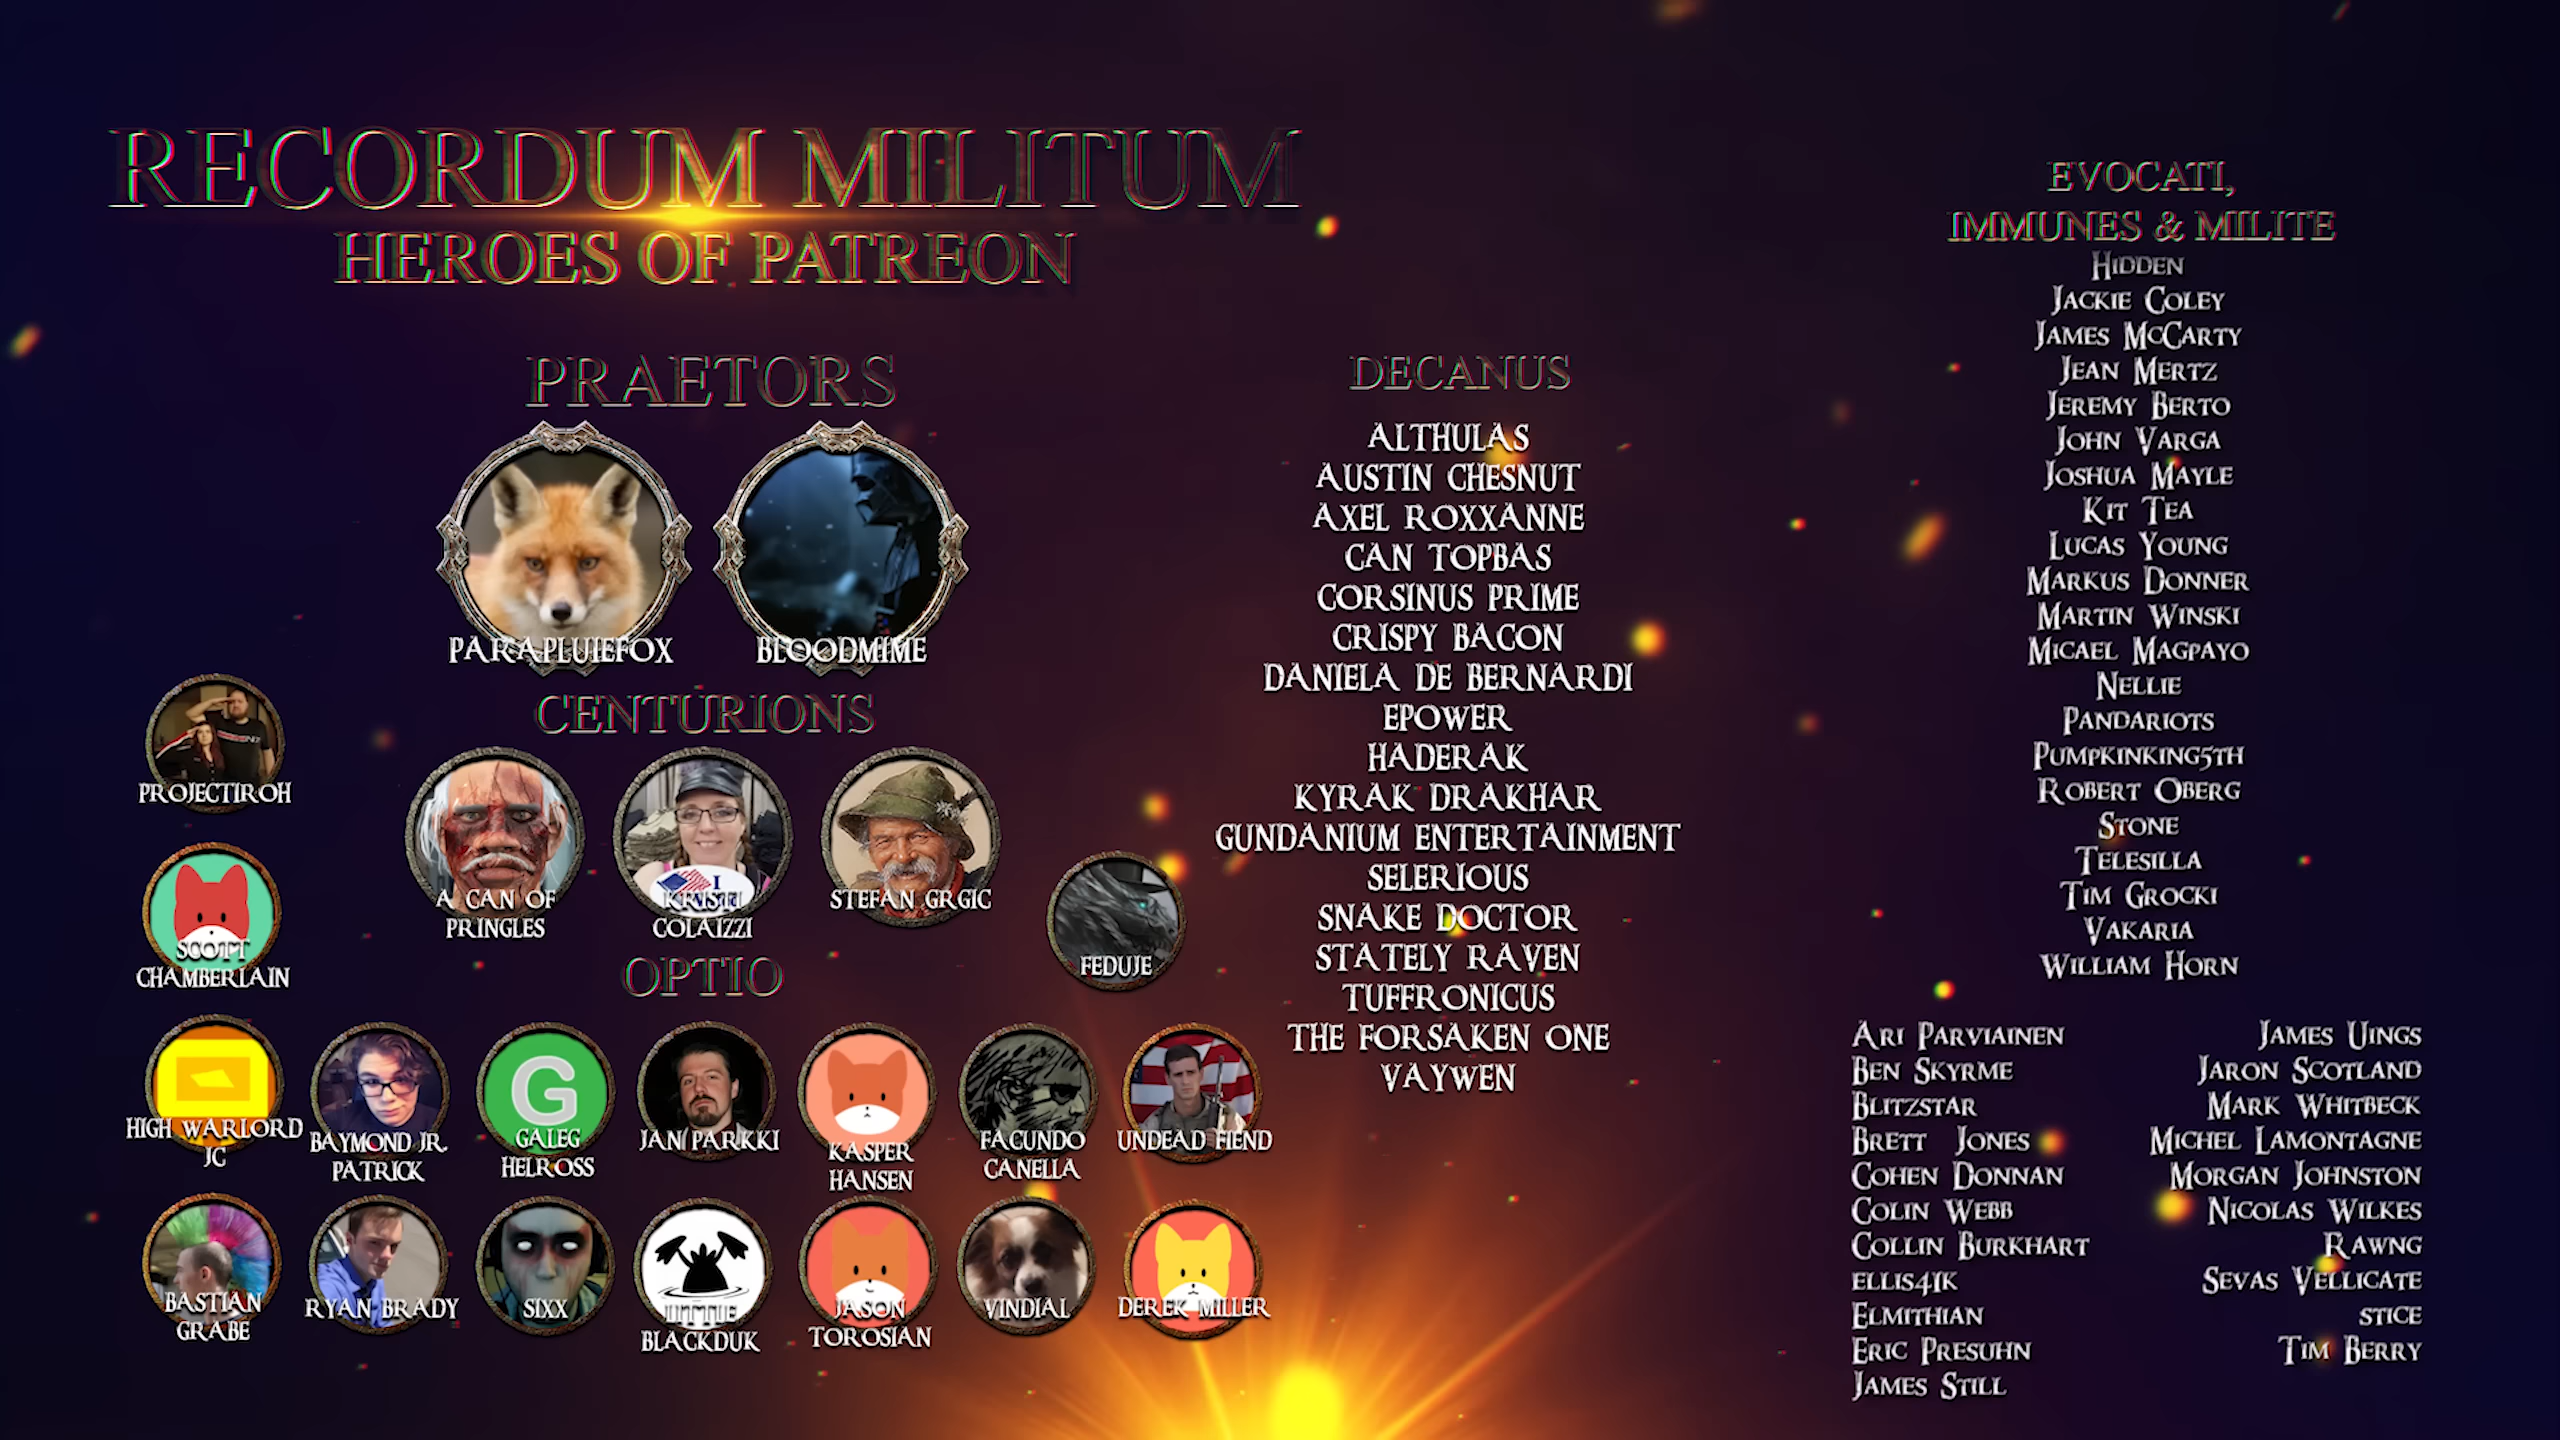 RECORDUM MILITUM
HEROES OF PATREON
PRAETORS
PARAPLUIEFOX
BLOODMIME
CENTURIONS
A CAN OF
PRINGLES
KRISTI
COLAIZZI
STEFAN GRGIC
OPTIO
PROJECTIROH
SCOTT
CHAMBERLAIN
FEDUJE
HIGH WARLORD
JC
BAYMOND JR.
PATRICK
GALEG
HELROSS
JAN PARKKI
KASPER
HANSEN
FACUNDO
CANELLA
UNDEAD FIEND
BASTIAN
GRABE
RYAN BRADY
SIXX
LITTLE
BLACKDUK
JASON
TOROSIAN
VINDIAL
DEREK MILLER
DECANUS
ALTHULAS
AUSTIN CHESNUT
AXEL ROXXANNE
CAN TOPBAS
CORSINUS PRIME
CRISPY BACON
DANIELA DE BERNARDI
EPOWER
HADERAK
KYRAK DRAKHAR
GUNDANIUM ENTERTAINMENT
SELERIOUS
SNAKE DOCTOR
STATELY RAVEN
TUFFRONICUS
THE FORSAKEN ONE
VAYWEN
EVOCATI,
IMMUNES & MILITE
HIDDEN
JACKIE COLEY
JAMES MCCARTY
JEAN MERTZ
JEREMY BERTO
JOHN VARGA
JOSHUA MAYLE
KIT TEA
LUCAS YOUNG
MARKUS DONNER
MARTIN WINSKI
MICAEL MAGPAYO
NELLIE
PANDARIOTS
PUMPKINKING5TH
ROBERT OBERG
STONE
TELESILLA
TIM GROCKI
VAKARIA
WILLIAM HORN
ARI PARVIAINEN
BEN SKYRME
BLITZSTAR
BRETT JONES
COHEN DONNAN
COLIN WEBB
COLLIN BURKHART
ELLIS41K
ELMITHIAN
ERIC PRESUHN
JAMES STILL
JAMES UINGS
JARON SCOTLAND
MARK WHITBECK
MICHEL LAMONTAGNE
MORGAN JOHNSTON
NICOLAS WILKES
RAWNG
SEVAS VELLICATE
STICE
TIM BERRY